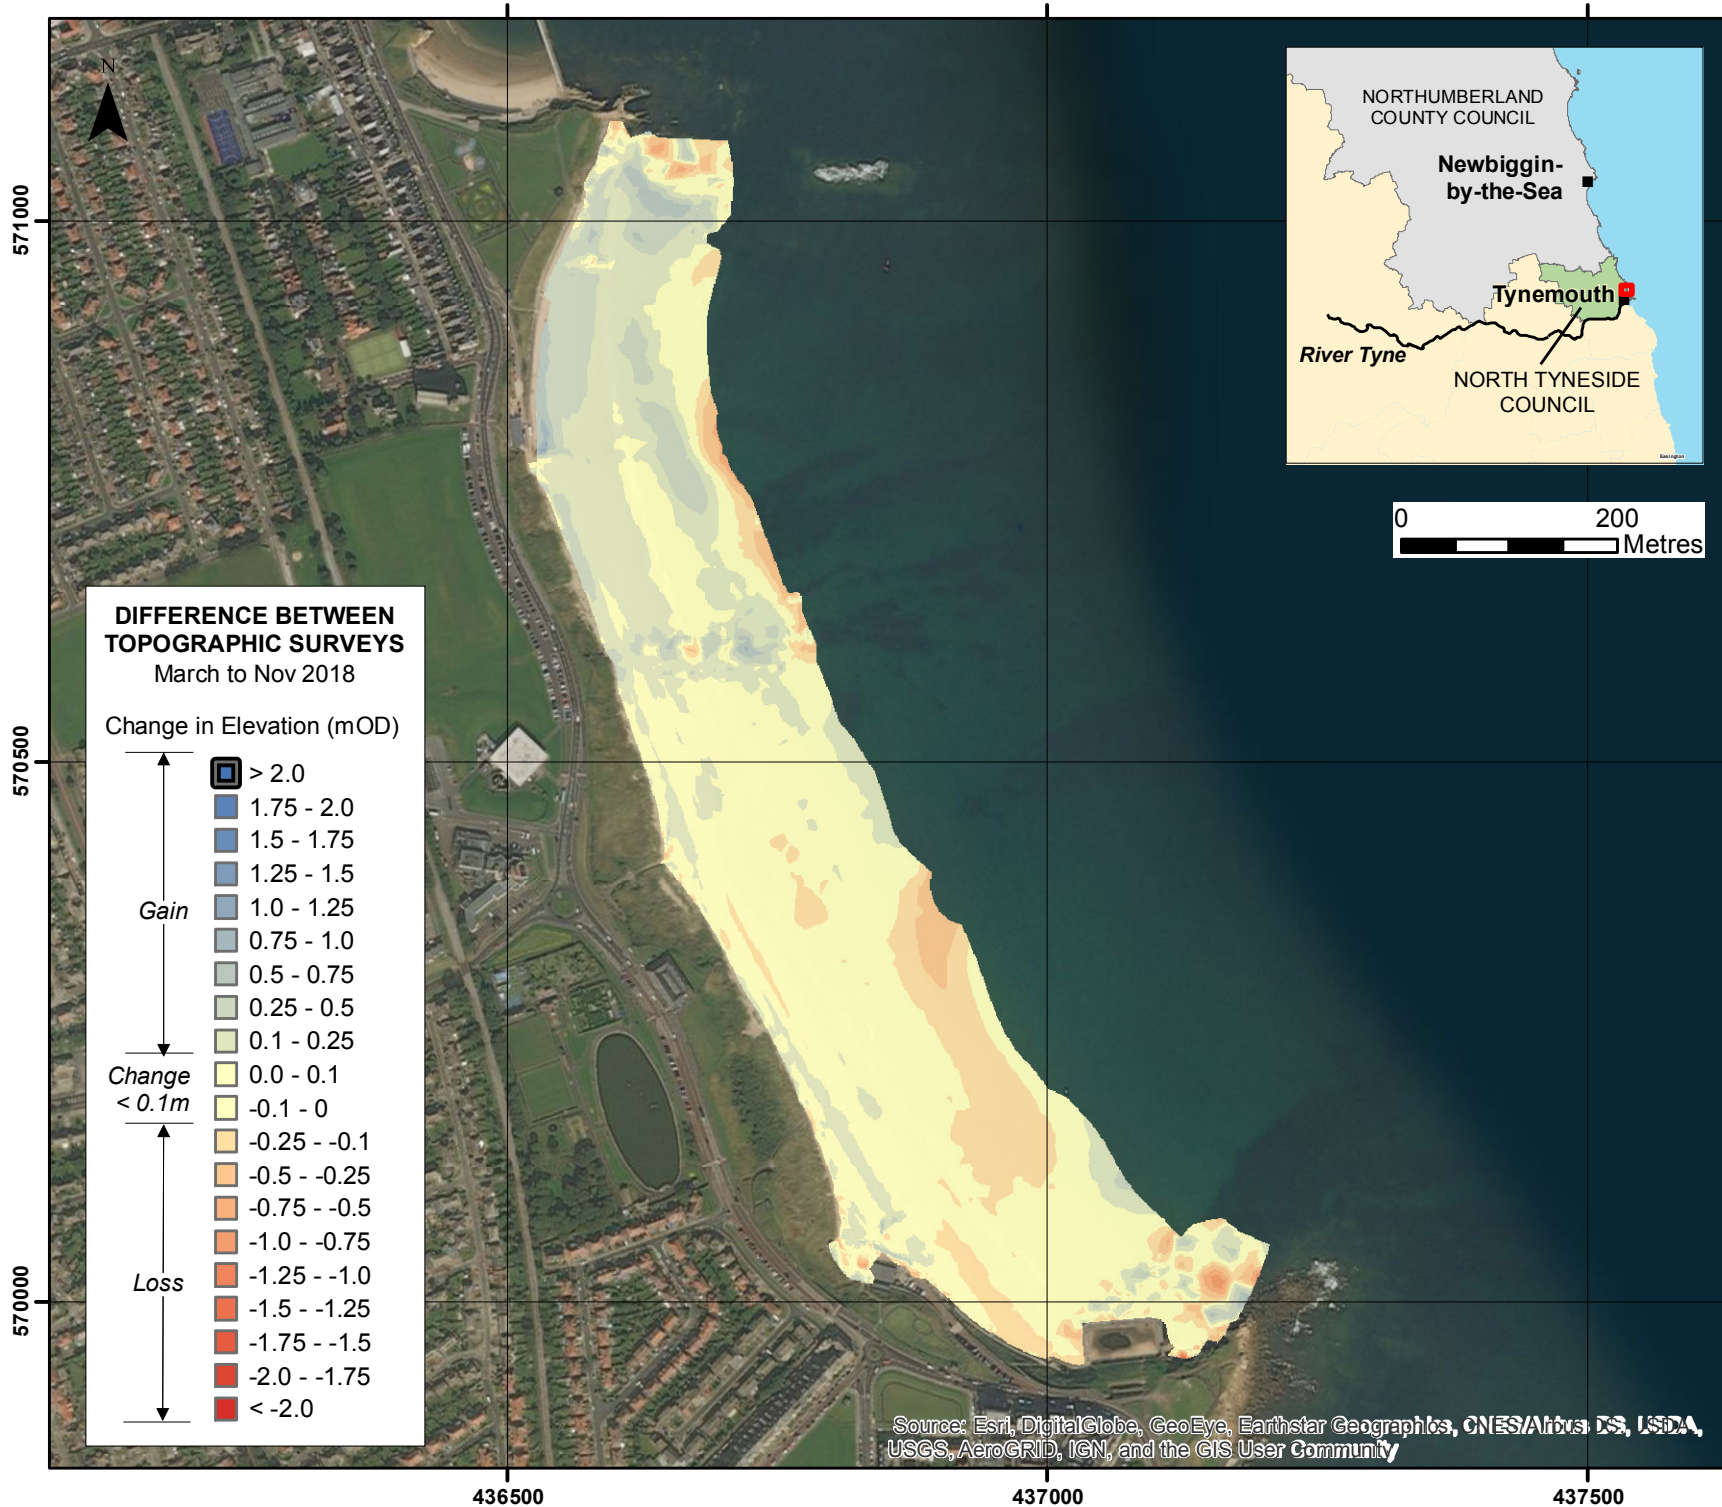 N
NORTHUMBERLAND
COUNTY COUNCIL
Newbiggin-
by-the-Sea
Tynemouth
River Tyne
NORTH TYNESIDE
COUNCIL
Easington
0 200
Metres
571000
570500
570000
DIFFERENCE BETWEEN
TOPOGRAPHIC SURVEYS
March to Nov 2018
Change in Elevation (mOD)
> 2.0
1.75 - 2.0
1.5 - 1.75
1.25 - 1.5
Gain
1.0 - 1.25
0.75 - 1.0
0.5 - 0.75
0.25 - 0.5
0.1 - 0.25
Change
< 0.1m
0.0 - 0.1
-0.1 - 0
-0.25 - -0.1
-0.5 - -0.25
-0.75 - -0.5
-1.0 - -0.75
Loss
-1.25 - -1.0
-1.5 - -1.25
-1.75 - -1.5
-2.0 - -1.75
< -2.0
Source: Esri, DigitalGlobe, GeoEye, Earthstar Geographics, CNES/Airbus DS, USDA,
USGS, AeroGRID, IGN, and the GIS User Community
436500 437000 437500